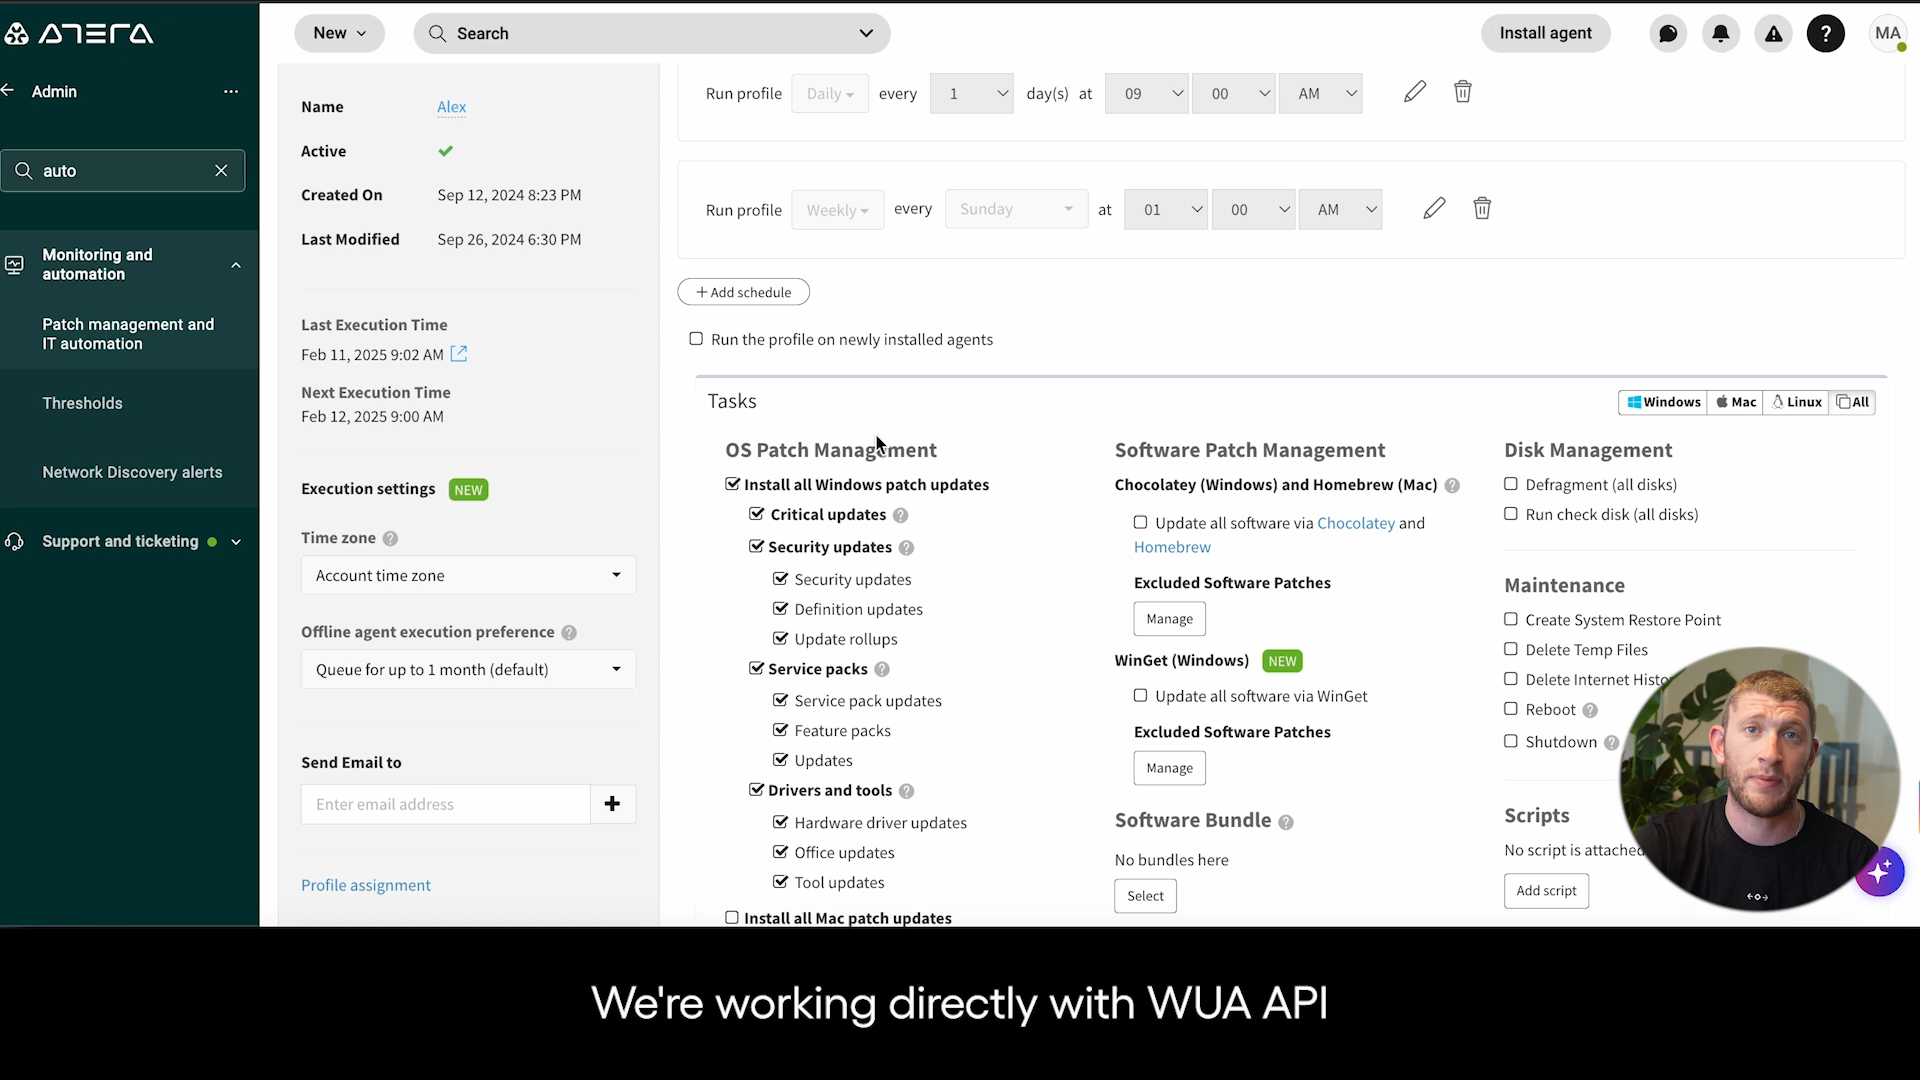 ATERA
New
Search
Install agent
?
MA
Admin
...
auto
Monitoring and
automation
Patch management and
IT automation
Thresholds
Network Discovery alerts
Support and ticketing
Name
Alex
Active
Created On
Sep 12, 2024 8:23 PM
Last Modified
Sep 26, 2024 6:30 PM
Last Execution Time
Feb 11, 2025 9:02 AM
Next Execution Time
Feb 12, 2025 9:00 AM
Execution settings NEW
Time zone ?
Account time zone
Offline agent execution preference ?
Queue for up to 1 month (default)
Send Email to
Enter email address
Profile assignment
Run profile Daily every 1 day(s) at 09 00 AM
Run profile Weekly every Sunday at 01 00 AM
+ Add schedule
Run the profile on newly installed agents
Tasks
Windows Mac Linux All
OS Patch Management
Install all Windows patch updates
Critical updates ?
Security updates ?
Security updates
Definition updates
Update rollups
Service packs ?
Service pack updates
Feature packs
Updates
Drivers and tools ?
Hardware driver updates
Office updates
Tool updates
Install all Mac patch updates
Software Patch Management
Chocolatey (Windows) and Homebrew (Mac) ?
Update all software via Chocolatey and
Homebrew
Excluded Software Patches
Manage
WinGet (Windows) NEW
Update all software via WinGet
Excluded Software Patches
Manage
Software Bundle ?
No bundles here
Select
Disk Management
Defragment (all disks)
Run check disk (all disks)
Maintenance
Create System Restore Point
Delete Temp Files
Delete Internet Histo
Reboot ?
Shutdown ?
Scripts
No script is attached
Add script
We're working directly with WUA API